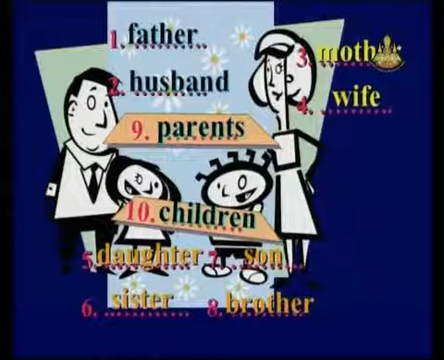 1. father
2. husband
3. mother
4. wife
9. parents
10. children
5. daughter
7. son
6. sister
8. brother